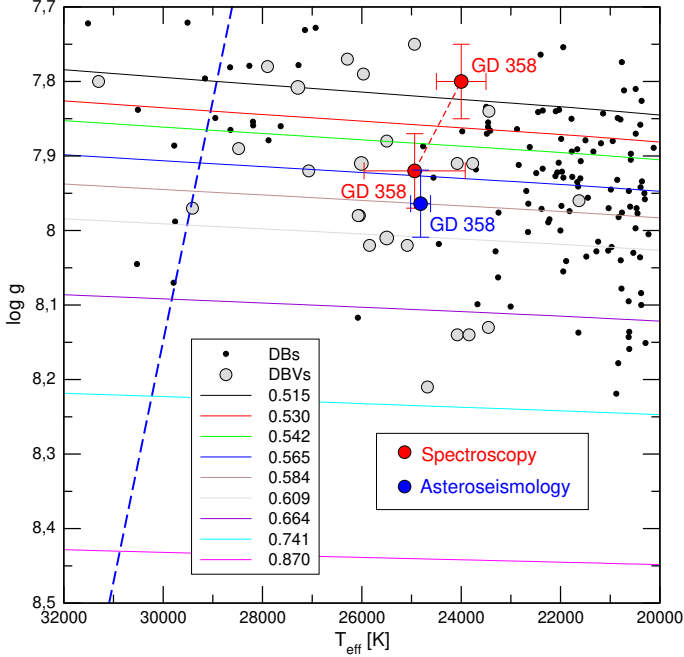 7,7
7,8
7,9
8
8,1
8,2
8,3
8,4
8,5
log g
GD 358
GD 358
GD 358
DBs
DBVs
0.515
0.530
0.542
0.565
0.584
0.609
0.664
0.741
0.870
Spectroscopy
Asteroseismology
32000 30000 28000 26000 24000 22000 20000
T_eff [K]